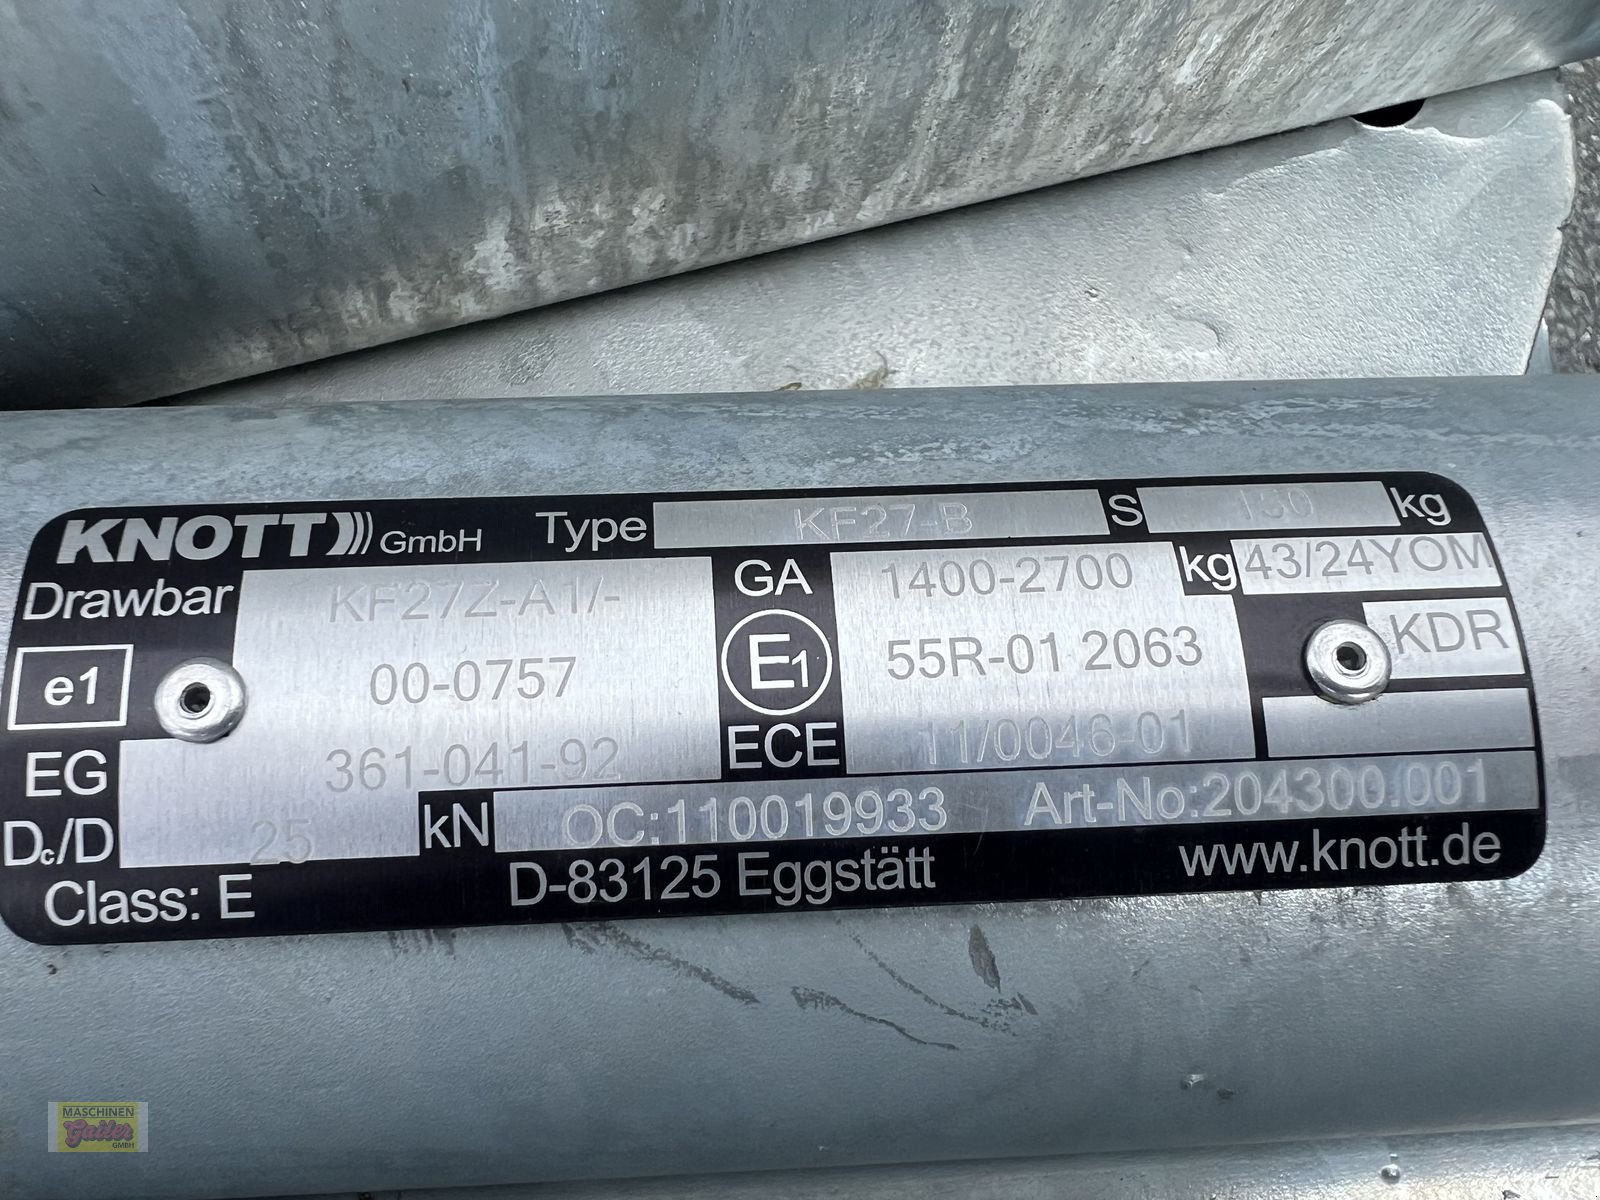 KNOTT GmbH Type KF27-B S 150 kg
Drawbar KF27Z-A1/- GA 1400-2700 kg 43/24YOM
e1 00-0757 E1 55R-01 2063 KDR
EG 361-041-92 ECE 11/0046-01
Dc/D 25 kN OC:110019933 Art-No:204300.001
Class: E D-83125 Eggstätt www.knott.de
MASCHINEN
Gailer
GMBH